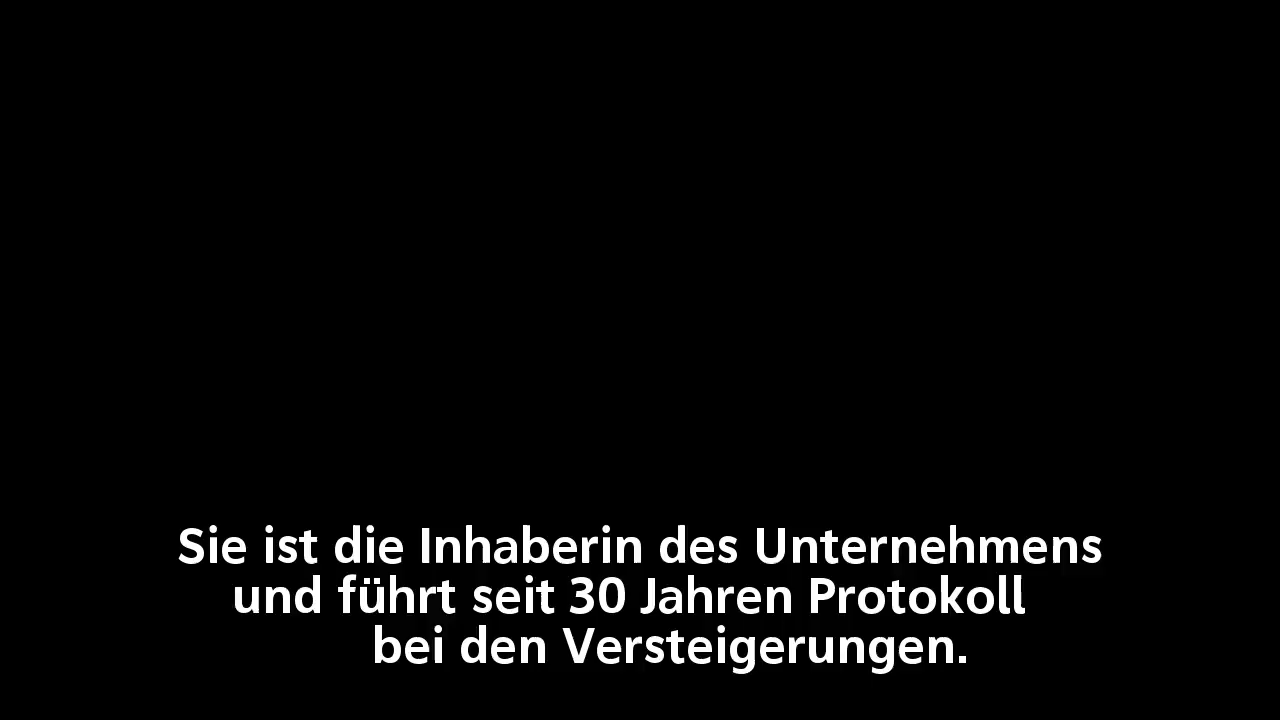 Sie ist die Inhaberin des Unternehmens
und führt seit 30 Jahren Protokoll
bei den Versteigerungen.